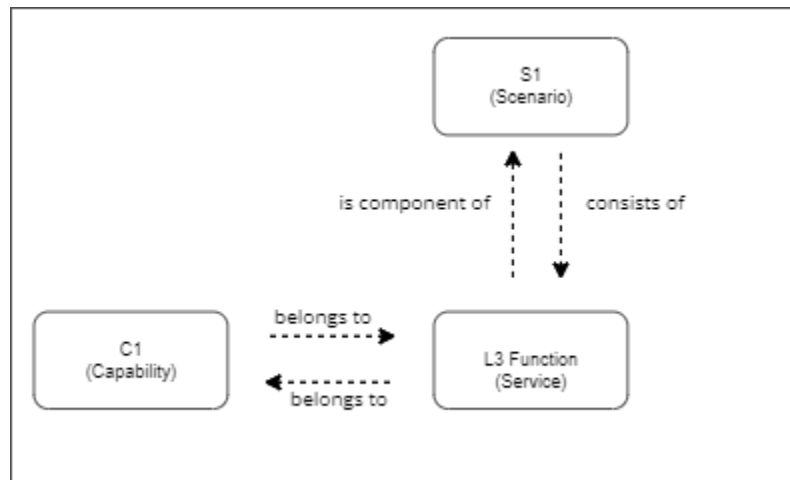 S1
(Scenario)
is component of
consists of
belongs to
C1
(Capability)
L3 Function
(Service)
belongs to